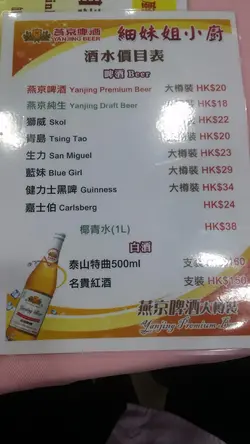 燕京啤酒 YANJING BEER 細妹姐小廚
酒水價目表
啤酒 Beer
燕京啤酒 Yanjing Premium Beer 大樽裝 HK$20
燕京純生 Yanjing Draft Beer 大樽裝 HK$18
獅威 Skol 大樽裝 HK$22
青島 Tsing Tao 大樽裝 HK$20
生力 San Miguel 大樽裝 HK$23
藍妹 Blue Girl 大樽裝 HK$29
健力士黑啤 Guinness 大樽裝 HK$34
嘉士伯 Carlsberg HK$24
椰青水(1L) HK$38
白酒
泰山特曲500ml 支裝
名貴紅酒 支裝 HK$150
燕京啤酒大樽裝
Yanjing Premium